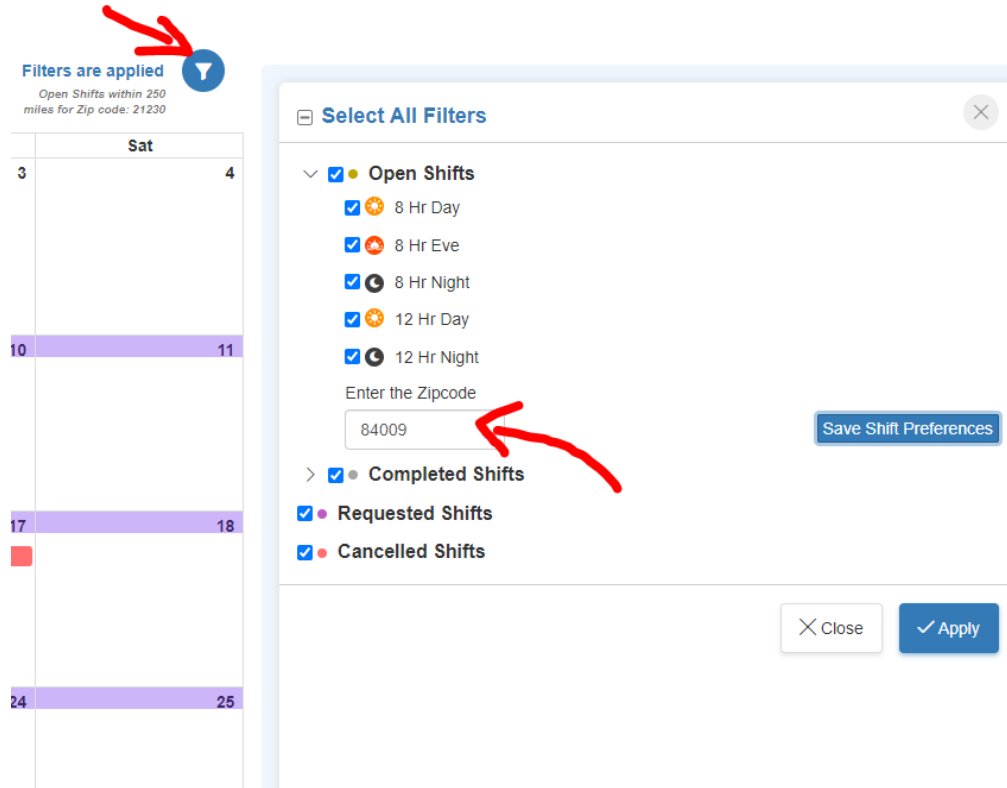 Filters are applied
Open Shifts within 250
miles for Zip code: 21230
Sat
3 4
10 11
17 18
24 25
Select All Filters
Open Shifts
8 Hr Day
8 Hr Eve
8 Hr Night
12 Hr Day
12 Hr Night
Enter the Zipcode
84009
Save Shift Preferences
Completed Shifts
Requested Shifts
Cancelled Shifts
Close
Apply